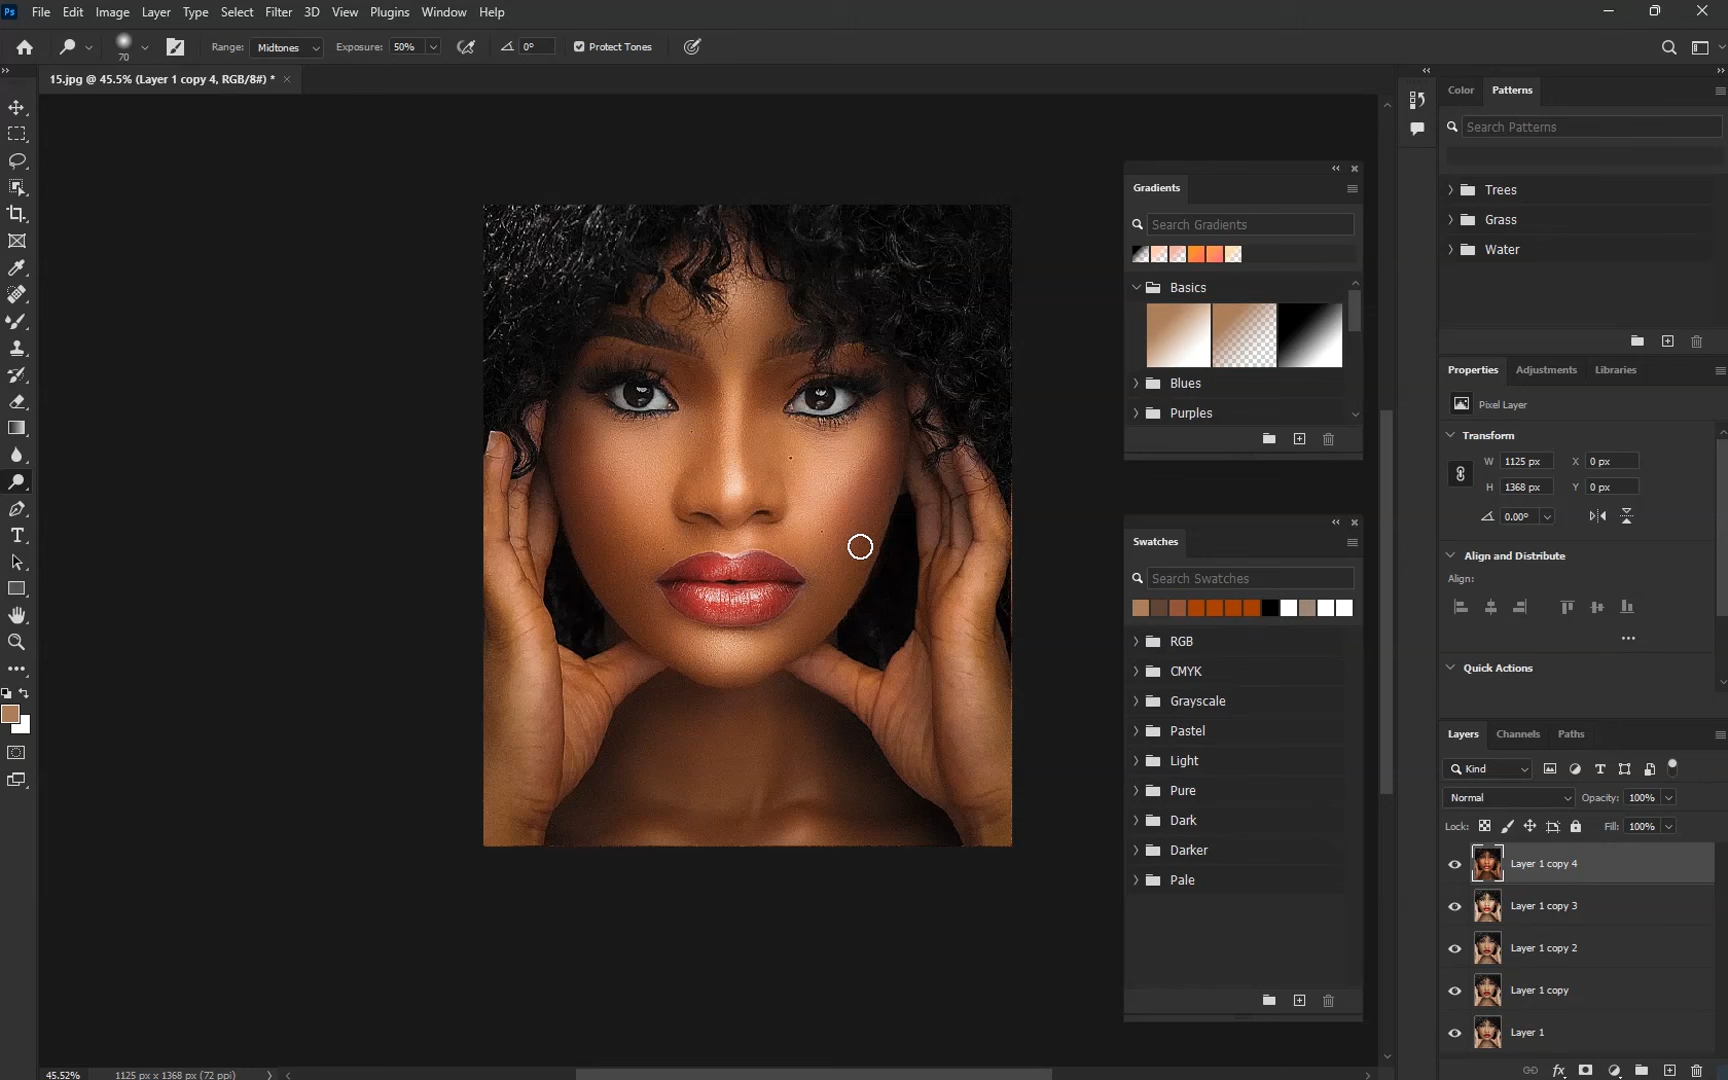 Ps File Edit Image Layer Type Select Filter 3D View Plugins Window Help
70 Range: Midtones Exposure: 50% 0° Protect Tones
15.jpg @ 45.5% (Layer 1 copy 4, RGB/8#) *
Color Patterns
Search Patterns
Trees
Grass
Water
Gradients
Search Gradients
Basics
Blues
Purples
Properties Adjustments Libraries
Pixel Layer
Transform
W 1125 px X 0 px
H 1368 px Y 0 px
0.00°
Align and Distribute
Align:
Quick Actions
Swatches
Search Swatches
RGB
CMYK
Grayscale
Pastel
Light
Pure
Dark
Darker
Pale
Layers Channels Paths
Kind
Normal Opacity: 100%
Lock: Fill: 100%
Layer 1 copy 4
Layer 1 copy 3
Layer 1 copy 2
Layer 1 copy
Layer 1
45.52% 1125 px x 1368 px (72 ppi)